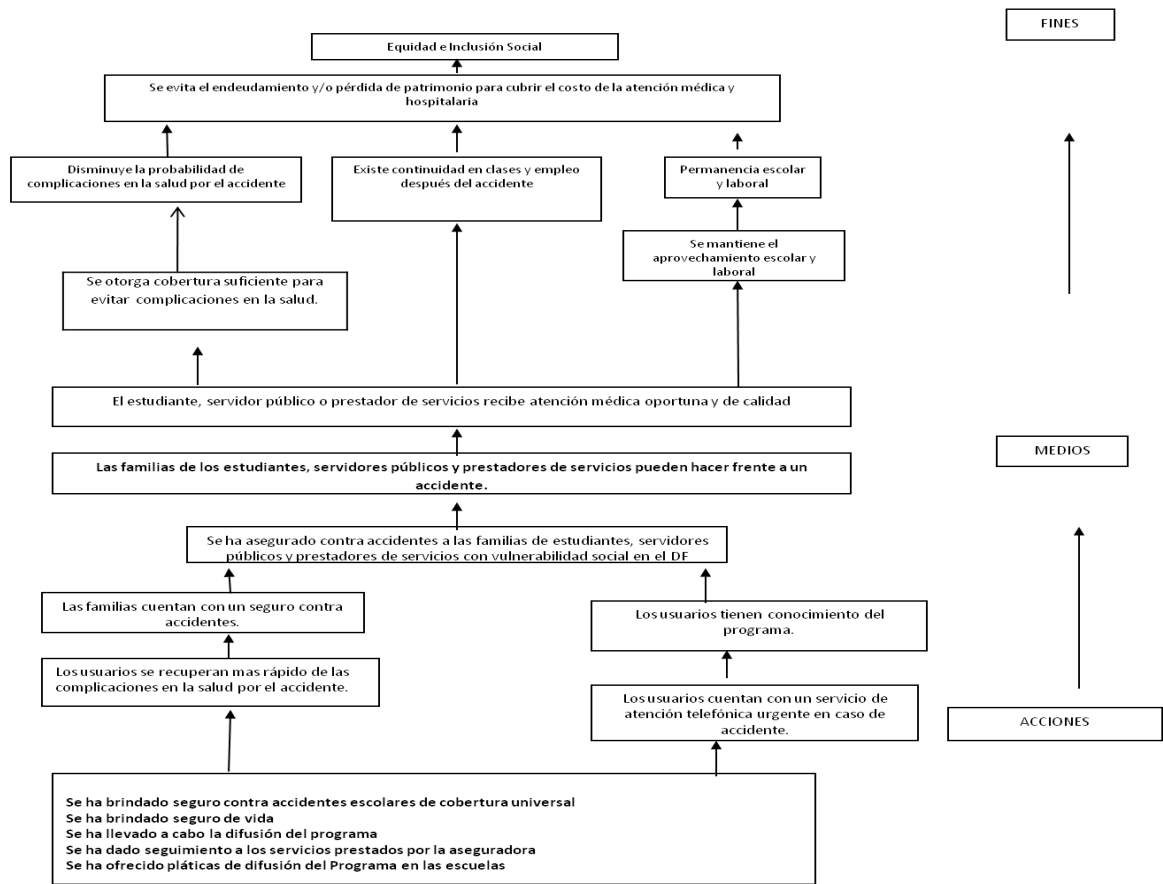 FINES
Equidad e Inclusión Social
Se evita el endeudamiento y/o pérdida de patrimonio para cubrir el costo de la atención médica y
hospitalaria
Disminuye la probabilidad de
complicaciones en la salud por el accidente
Existe continuidad en clases y empleo
después del accidente
Permanencia escolar
y laboral
Se mantiene el
aprovechamiento escolar y
laboral
Se otorga cobertura suficiente para
evitar complicaciones en la salud.
El estudiante, servidor público o prestador de servicios recibe atención médica oportuna y de calidad
MEDIOS
Las familias de los estudiantes, servidores públicos y prestadores de servicios pueden hacer frente a un
accidente.
Se ha asegurado contra accidentes a las familias de estudiantes, servidores
públicos y prestadores de servicios con vulnerabilidad social en el DF
Las familias cuentan con un seguro contra
accidentes.
Los usuarios tienen conocimiento del
programa.
Los usuarios se recuperan mas rápido de las
complicaciones en la salud por el accidente.
Los usuarios cuentan con un servicio de
atención telefónica urgente en caso de
accidente.
ACCIONES
Se ha brindado seguro contra accidentes escolares de cobertura universal
Se ha brindado seguro de vida
Se ha llevado a cabo la difusión del programa
Se ha dado seguimiento a los servicios prestados por la aseguradora
Se ha ofrecido pláticas de difusión del Programa en las escuelas